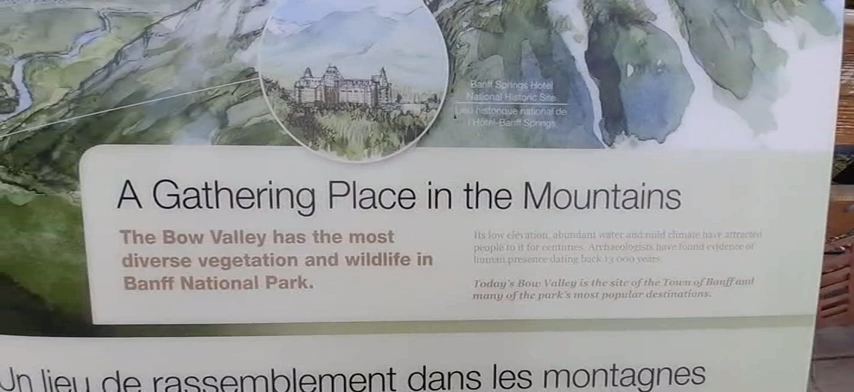 Banff Springs Hotel
National Historic Site
Lieu historique national de
l'Hôtel-Banff Springs
A Gathering Place in the Mountains
The Bow Valley has the most
diverse vegetation and wildlife in
Banff National Park.
Its low elevation, abundant water and mild climate have attracted
people to it for centuries. Archaeologists have found evidence of
human presence dating back 13 000 years.
Today's Bow Valley is the site of the Town of Banff and
many of the park's most popular destinations.
Un lieu de rassemblement dans les montagnes